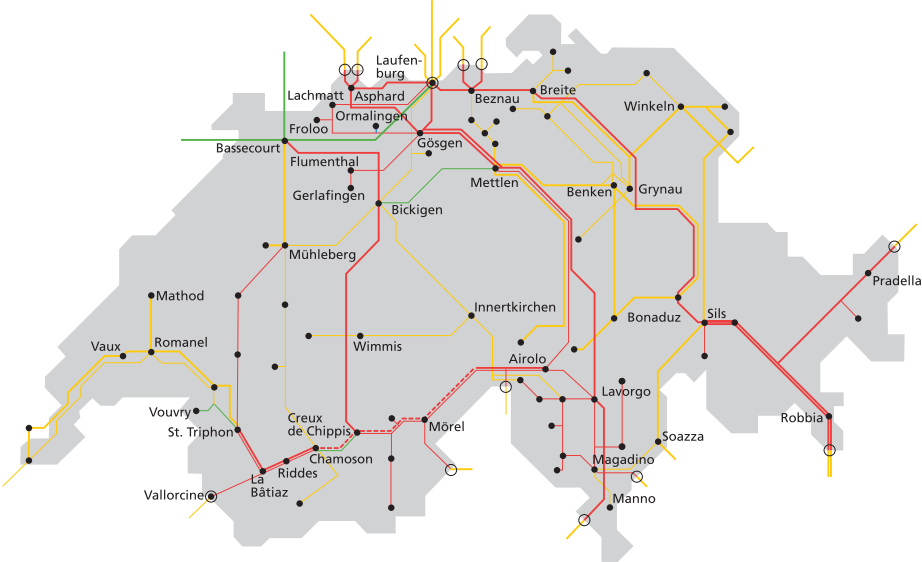 Laufen-
burg
Lachmatt
Asphard
Beznau
Breite
Winkeln
Ormalingen
Froloo
Bassecourt
Gösgen
Flumenthal
Mettlen
Gerlafingen
Benken
Grynau
Bickigen
Mühleberg
Pradella
Mathod
Innertkirchen
Bonaduz
Sils
Vaux
Romanel
Wimmis
Airolo
Lavorgo
Vouvry
Creux
de Chippis
Mörel
Robbia
St. Triphon
Soazza
Chamoson
Magadino
Riddes
La
Bâtiaz
Vallorcine
Manno